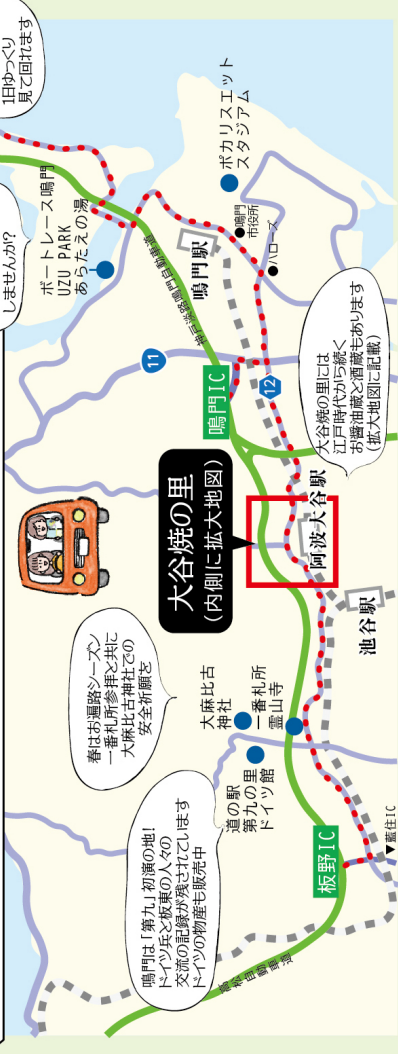 鳴門は「第九」初演の地!
ドイツ兵と板東の人々の
交流の記録が残されています
ドイツの物産も販売中
春はお遍路シーズン
一番札所参拝と共に
大麻比古神社での
安全祈願を
しませんか?
1日ゆっくり
見て回れます
ボートレース鳴門
UZU PARK
あらたえの湯
神戸淡路鳴門自動車道
11
鳴門IC
大谷焼の里
(内側に拡大地図)
大麻比古
神社
道の駅
第九の里
ドイツ館
一番札所
霊山寺
高松自動車道
板野IC
▼藍住IC
池谷駅
阿波大谷駅
12
鳴門駅
鳴門
市役所
ハローズ
ポカリスエット
スタジアム
大谷焼の里には
江戸時代から続く
お醤油蔵と酒蔵もあります
(拡大地図に記載)